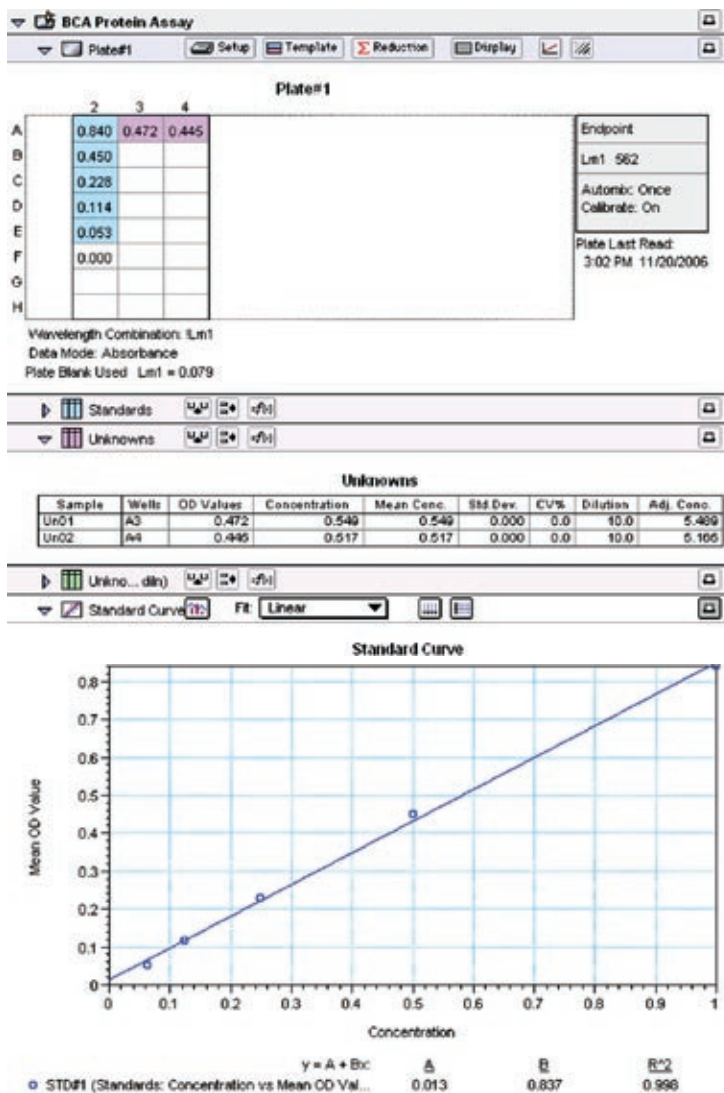 BCA Protein Assay
Plate#1 Setup Template Reduction Display
Plate#1
2 3 4
A 0.840 0.472 0.445
B 0.450
C 0.228
D 0.114
E 0.053
F 0.000
G
H
Endpoint
Lm1 562
Automix: Once
Calibrate: On
Plate Last Read:
3:02 PM 11/20/2006
Wavelength Combination: !Lm1
Data Mode: Absorbance
Plate Blank Used Lm1 = 0.079
Standards
Unknowns
Unknowns
Sample Wells OD Values Concentration Mean Conc. Std.Dev. CV% Dilution Adj. Conc.
Un01 A3 0.472 0.549 0.549 0.000 0.0 10.0 5.489
Un02 A4 0.445 0.517 0.517 0.000 0.0 10.0 5.166
Unkno... diln)
Standard Curve Fit: Linear
Standard Curve
Mean OD Value
0.8
0.7
0.6
0.5
0.4
0.3
0.2
0.1
0
0 0.1 0.2 0.3 0.4 0.5 0.6 0.7 0.8 0.9 1
Concentration
y = A + Bx: A B R^2
STD#1 (Standards: Concentration vs Mean OD Val... 0.013 0.837 0.998